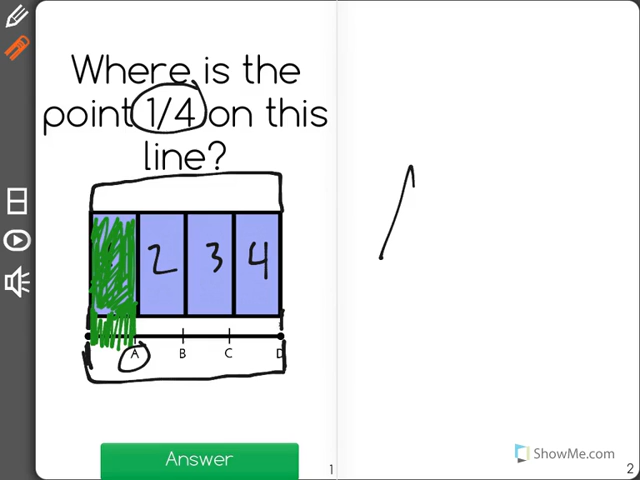 Where is the
point 1/4 on this
line?
2 3 4
A B C D
Answer
1
ShowMe.com
2